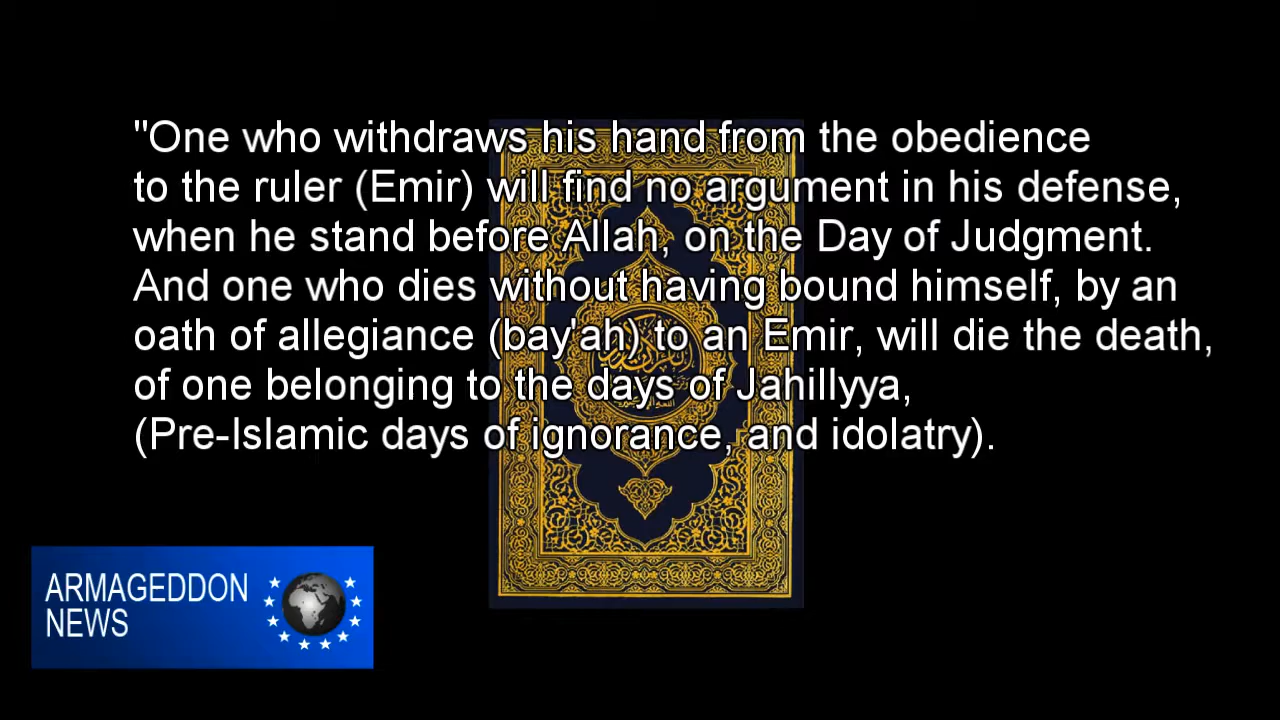 "One who withdraws his hand from the obedience
to the ruler (Emir) will find no argument in his defense,
when he stand before Allah, on the Day of Judgment.
And one who dies without having bound himself, by an
oath of allegiance (bay'ah) to an Emir, will die the death,
of one belonging to the days of Jahillyya,
(Pre-Islamic days of ignorance, and idolatry).
ARMAGEDDON
NEWS